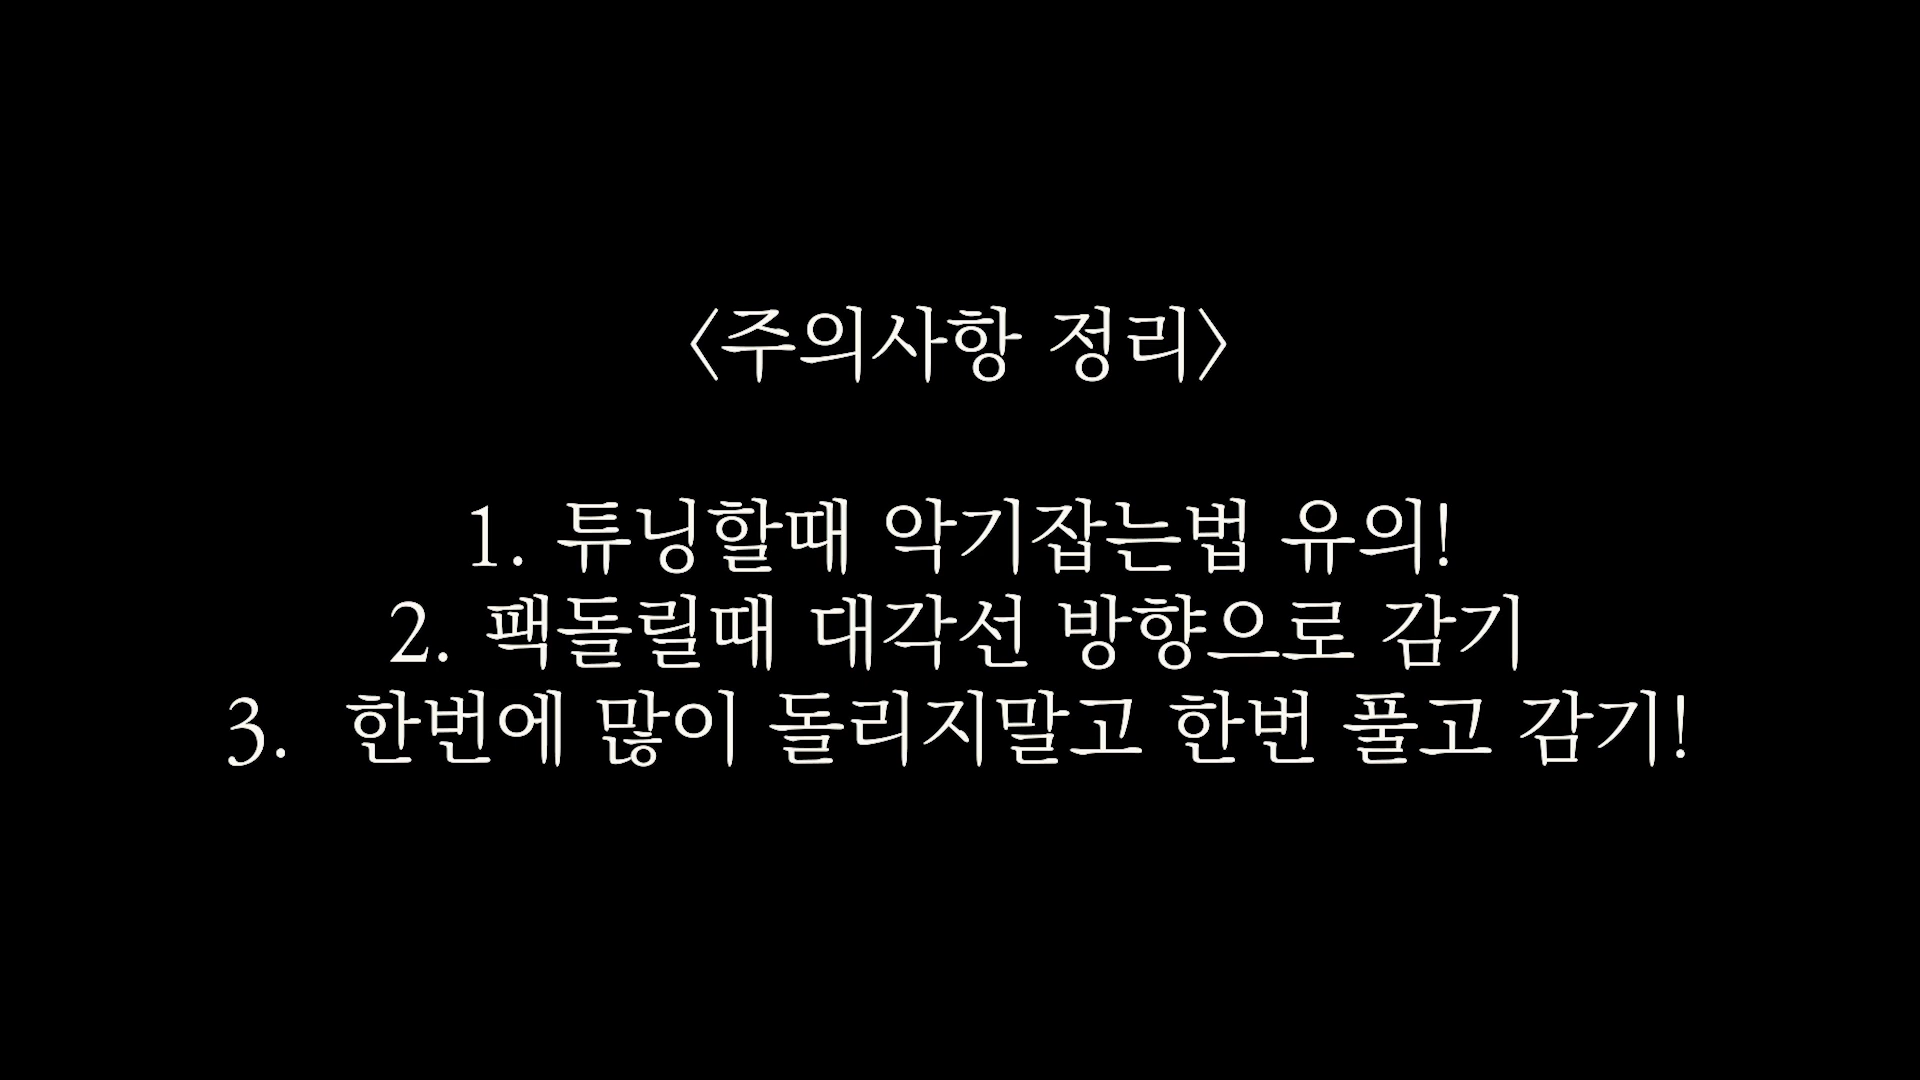 〈주의사항 정리〉
1. 튜닝할때 악기잡는법 유의!
2. 팩돌릴때 대각선 방향으로 감기
3. 한번에 많이 돌리지말고 한번 풀고 감기!